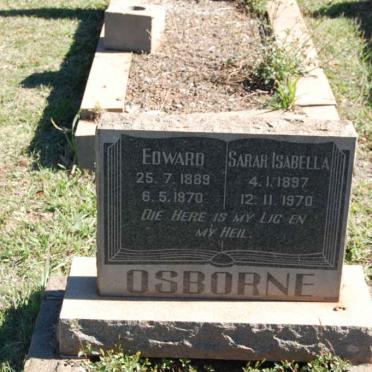 EDWARD
25. 7. 1889
6. 5. 1970
SARAH ISABELLA
4. 1. 1897
12. 11. 1970
DIE HERE IS MY LIG EN
MY HEIL.
OSBORNE